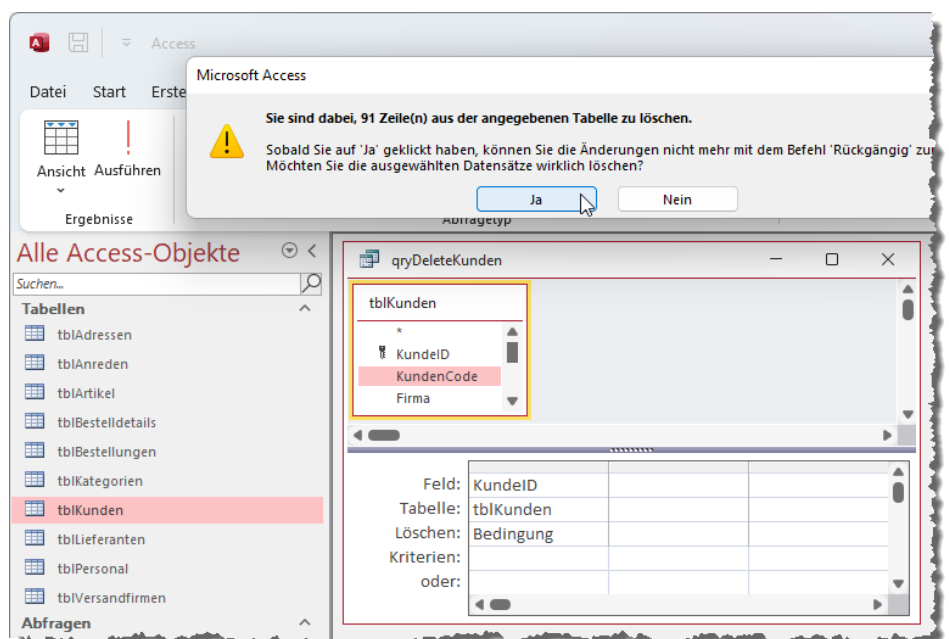 Access
Microsoft Access
Datei Start Erste
Sie sind dabei, 91 Zeile(n) aus der angegebenen Tabelle zu löschen.
Sobald Sie auf 'Ja' geklickt haben, können Sie die Änderungen nicht mehr mit dem Befehl 'Rückgängig' zur
Möchten Sie die ausgewählten Datensätze wirklich löschen?
Ja Nein
Ansicht Ausführen
Ergebnisse
Abfragetyp
Alle Access-Objekte
Suchen...
Tabellen
tblAdressen
tblAnreden
tblArtikel
tblBestelldetails
tblBestellungen
tblKategorien
tblKunden
tblLieferanten
tblPersonal
tblVersandfirmen
Abfragen
qryDeleteKunden
tblKunden
*
KundeID
KundenCode
Firma
Feld: KundeID
Tabelle: tblKunden
Löschen: Bedingung
Kriterien:
oder: